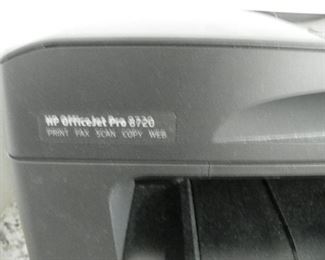 HP OfficeJet Pro 8720
PRINT FAX SCAN COPY WEB